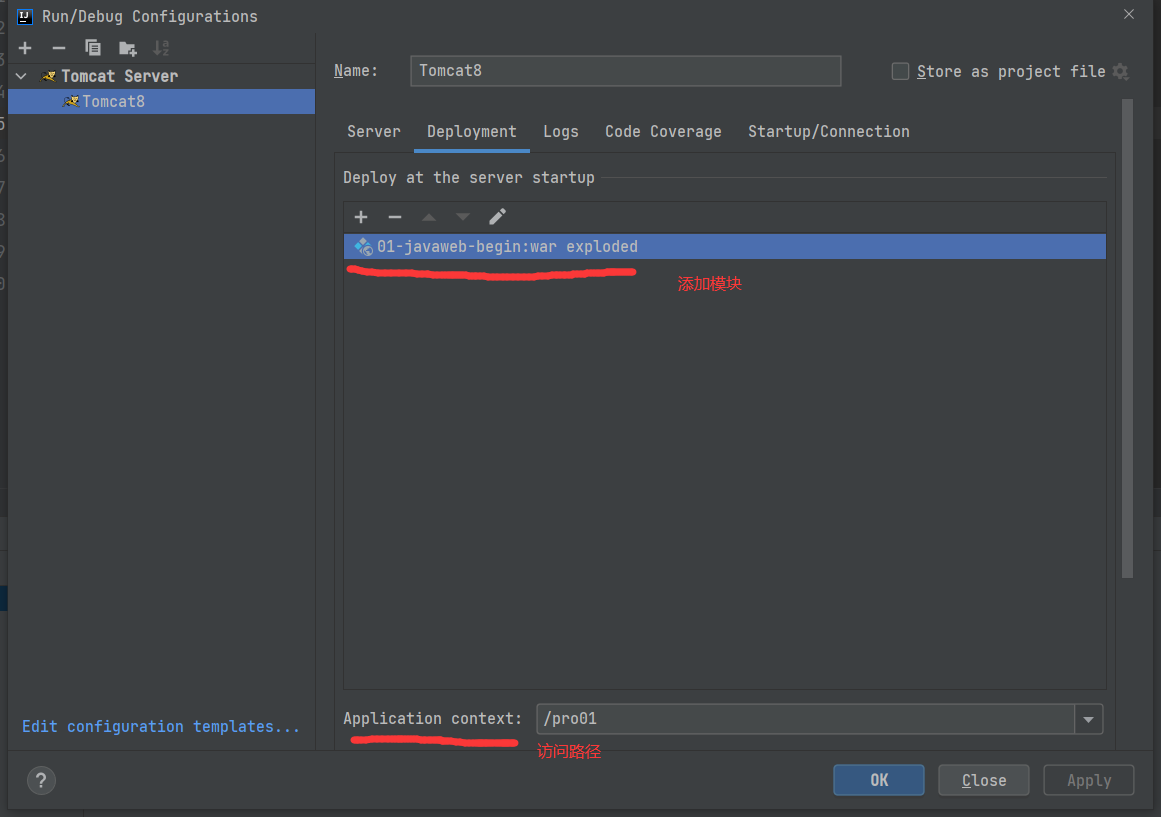 Run/Debug Configurations
Tomcat Server
Tomcat8
Edit configuration templates...
Name: Tomcat8 Store as project file
Server Deployment Logs Code Coverage Startup/Connection
Deploy at the server startup
01-javaweb-begin:war exploded
添加模块
Application context: /pro01
访问路径
? OK Close Apply